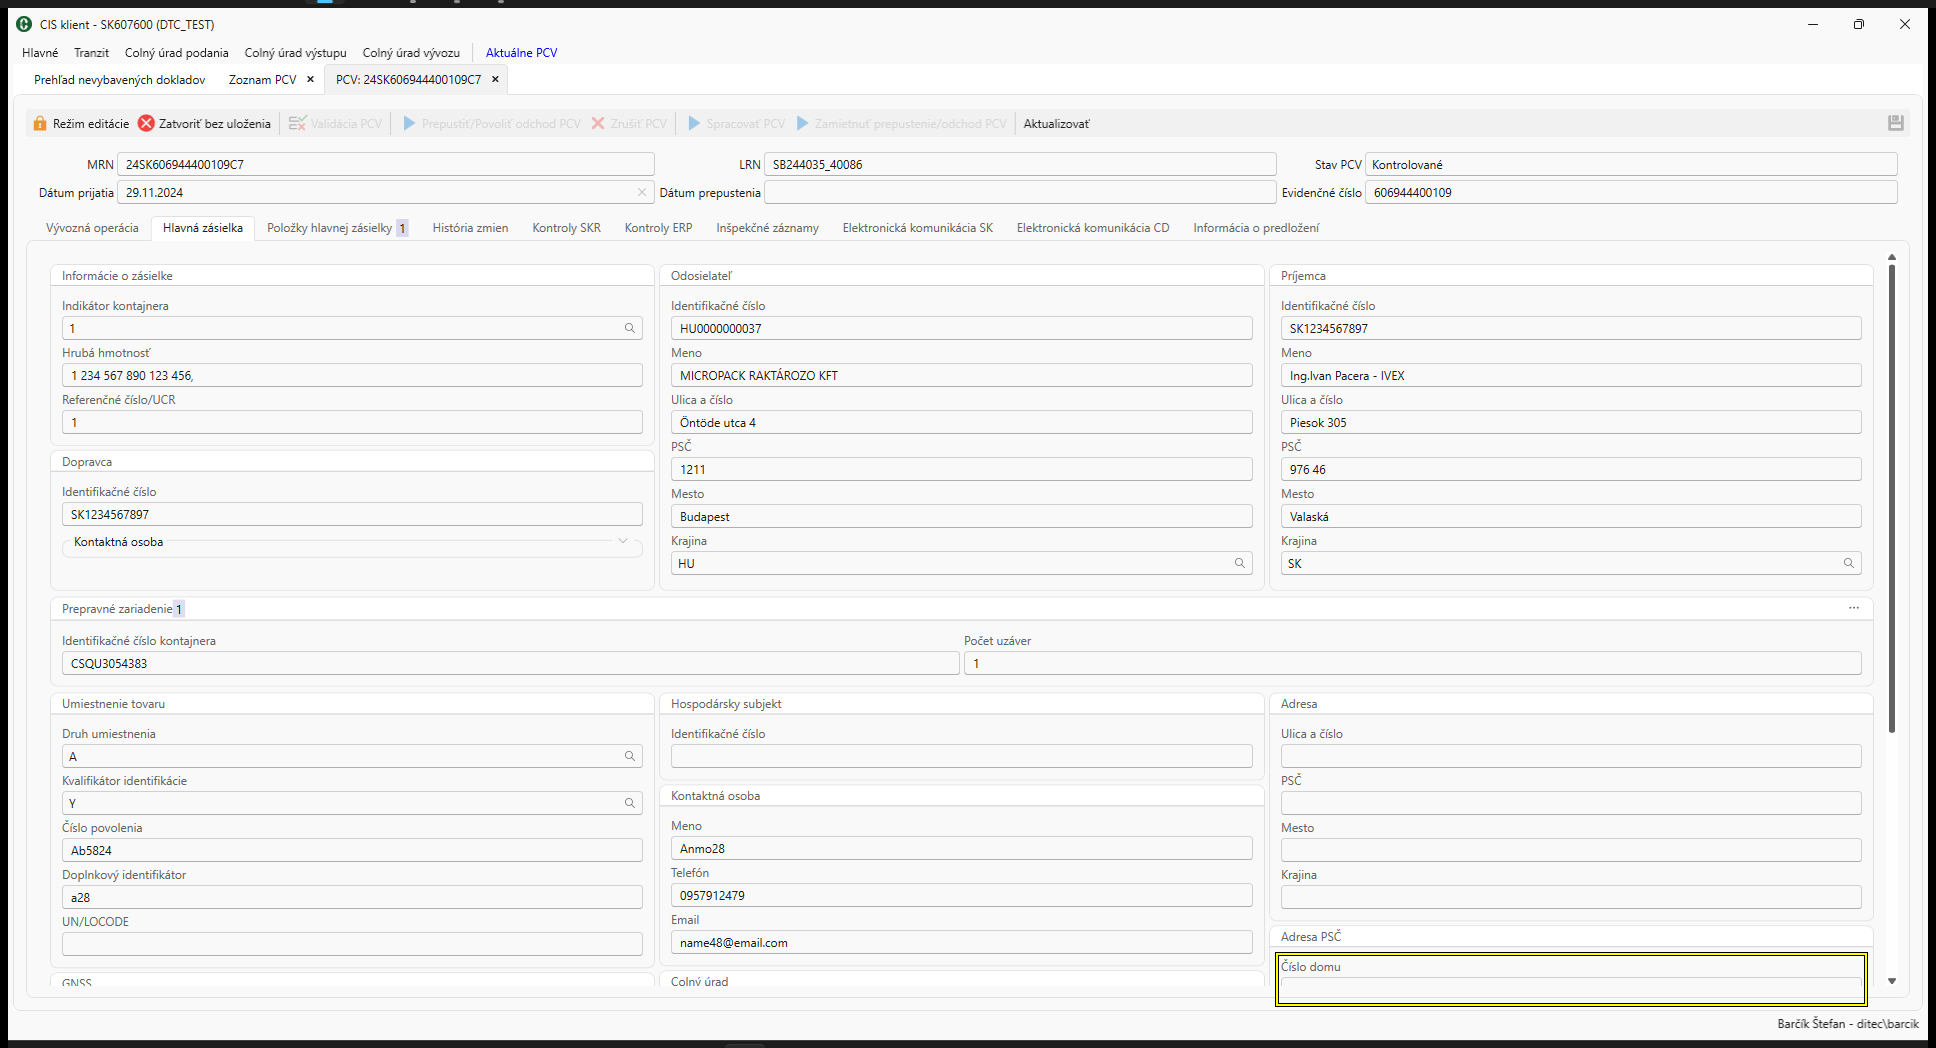 CIS klient - SK607600 (DTC_TEST)
Hlavné Tranzit Colný úrad podania Colný úrad výstupu Colný úrad vývozu Aktuálne PCV
Prehľad nevybavených dokladov Zoznam PCV PCV: 24SK606944400109C7
Režim editácie Zatvoriť bez uloženia Validácia PCV Prepustiť/Povoliť odchod PCV Zrušiť PCV Spracovať PCV Zamietnuť prepustenie/odchod PCV Aktualizovať
MRN 24SK606944400109C7 LRN SB244035_40086 Stav PCV Kontrolované
Dátum prijatia 29.11.2024 Dátum prepustenia Evidenčné číslo 606944400109
Vývozná operácia Hlavná zásielka Položky hlavnej zásielky 1 História zmien Kontroly SKR Kontroly ERP Inšpekčné záznamy Elektronická komunikácia SK Elektronická komunikácia CD Informácia o predložení
Informácie o zásielke
Indikátor kontajnera
1
Hrubá hmotnosť
1 234 567 890 123 456,
Referenčné číslo/UCR
1
Dopravca
Identifikačné číslo
SK1234567897
Kontaktná osoba
Odosielateľ
Identifikačné číslo
HU0000000037
Meno
MICROPACK RAKTÁROZO KFT
Ulica a číslo
Öntöde utca 4
PSČ
1211
Mesto
Budapest
Krajina
HU
Príjemca
Identifikačné číslo
SK1234567897
Meno
Ing.Ivan Pacera - IVEX
Ulica a číslo
Piesok 305
PSČ
976 46
Mesto
Valaská
Krajina
SK
Prepravné zariadenie 1
Identifikačné číslo kontajnera
CSQU3054383
Počet uzáver
1
Umiestnenie tovaru
Druh umiestnenia
A
Kvalifikátor identifikácie
Y
Číslo povolenia
Ab5824
Doplnkový identifikátor
a28
UN/LOCODE
GNSS
Hospodársky subjekt
Identifikačné číslo
Kontaktná osoba
Meno
Anmo28
Telefón
0957912479
Email
name48@email.com
Colný úrad
Adresa
Ulica a číslo
PSČ
Mesto
Krajina
Adresa PSČ
Číslo domu
Barčík Štefan - ditec\barcik